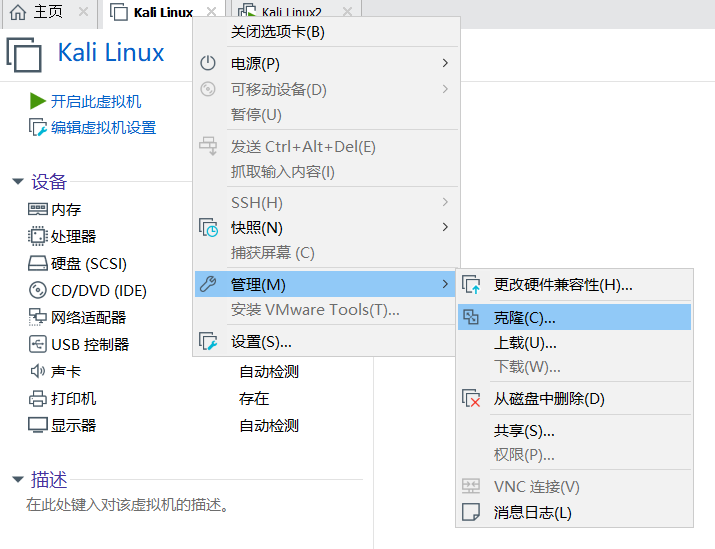 主页
Kali Linux
Kali Linux2
Kali Linux
开启此虚拟机
编辑虚拟机设置
设备
内存
处理器
硬盘 (SCSI)
CD/DVD (IDE)
网络适配器
USB 控制器
声卡
自动检测
打印机
存在
显示器
自动检测
描述
在此处键入对该虚拟机的描述。
关闭选项卡(B)
电源(P)
可移动设备(D)
暂停(U)
发送 Ctrl+Alt+Del(E)
抓取输入内容(I)
SSH(H)
快照(N)
捕获屏幕 (C)
管理(M)
安装 VMware Tools(T)...
设置(S)...
更改硬件兼容性(H)...
克隆(C)...
上载(U)...
下载(W)...
从磁盘中删除(D)
共享(S)...
权限(P)...
VNC 连接(V)
消息日志(L)